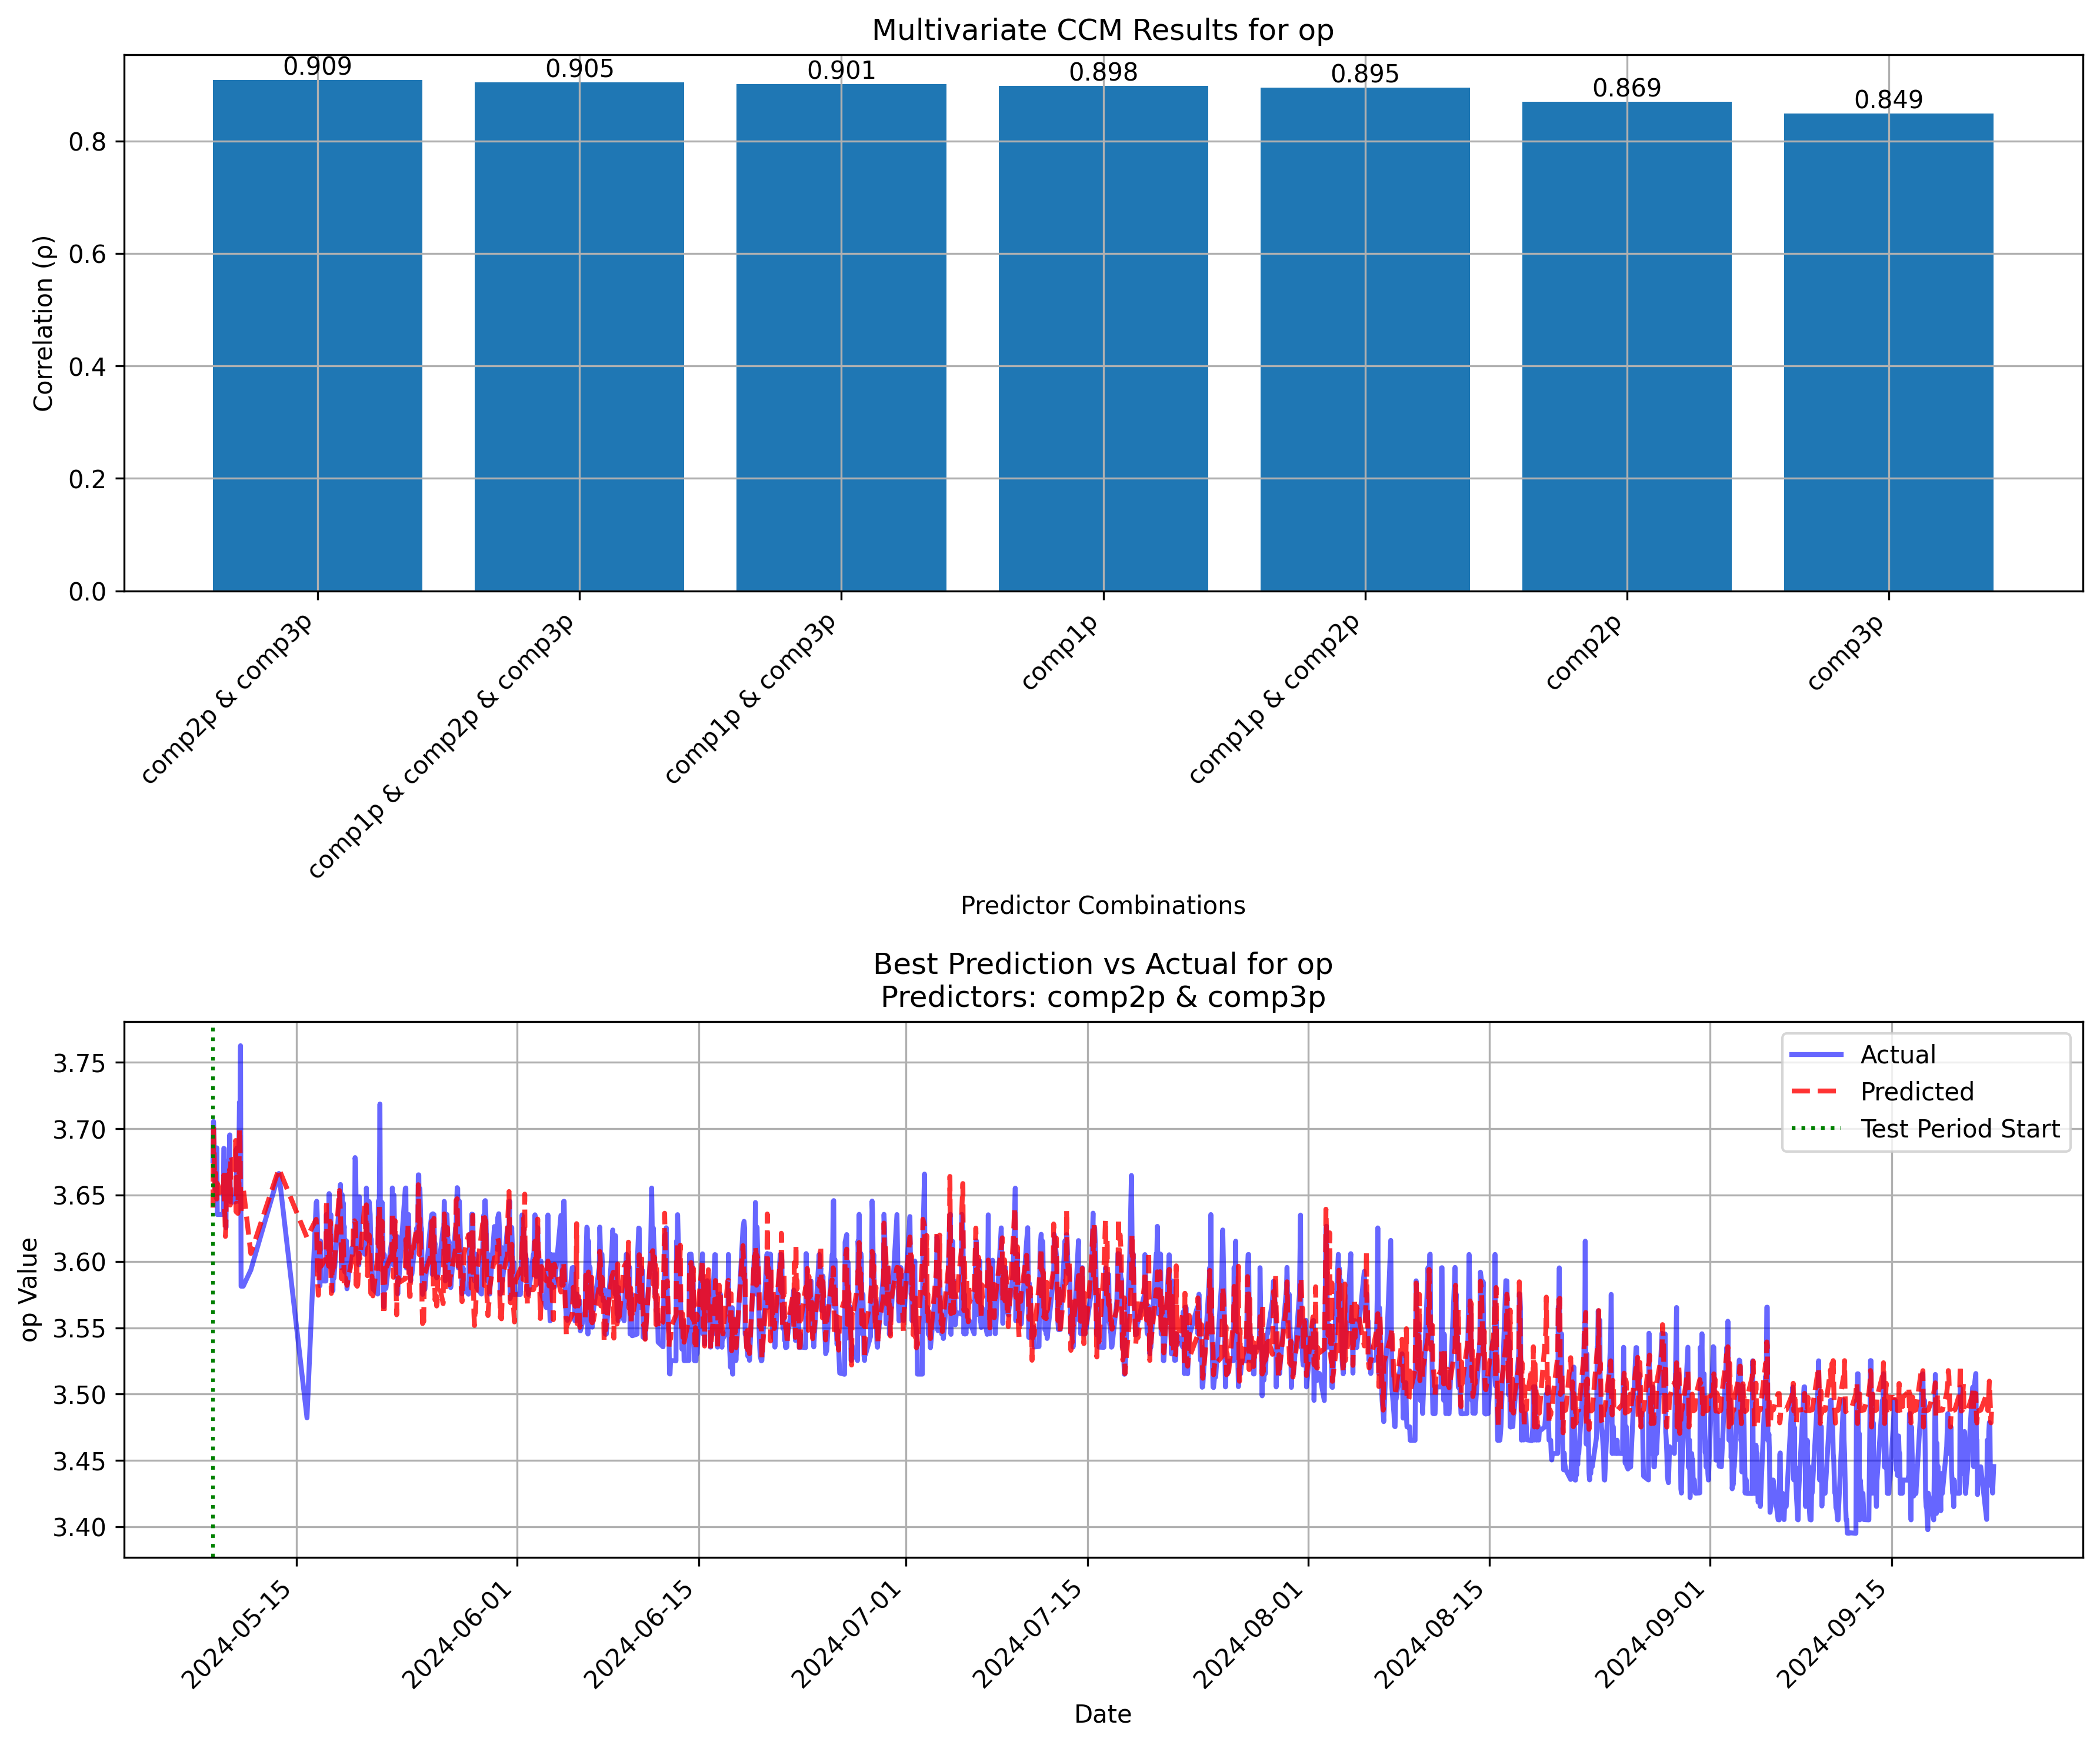 Multivariate CCM Results for op
0.909
0.905
0.901
0.898
0.895
0.869
0.849
Correlation (ρ)
0.8
0.6
0.4
0.2
0.0
comp2p & comp3p
comp1p & comp2p & comp3p
comp1p & comp3p
comp1p
comp1p & comp2p
comp2p
comp3p
Predictor Combinations
Best Prediction vs Actual for op
Predictors: comp2p & comp3p
Actual
Predicted
Test Period Start
op Value
3.75
3.70
3.65
3.60
3.55
3.50
3.45
3.40
2024-05-15
2024-06-01
2024-06-15
2024-07-01
2024-07-15
2024-08-01
2024-08-15
2024-09-01
2024-09-15
Date